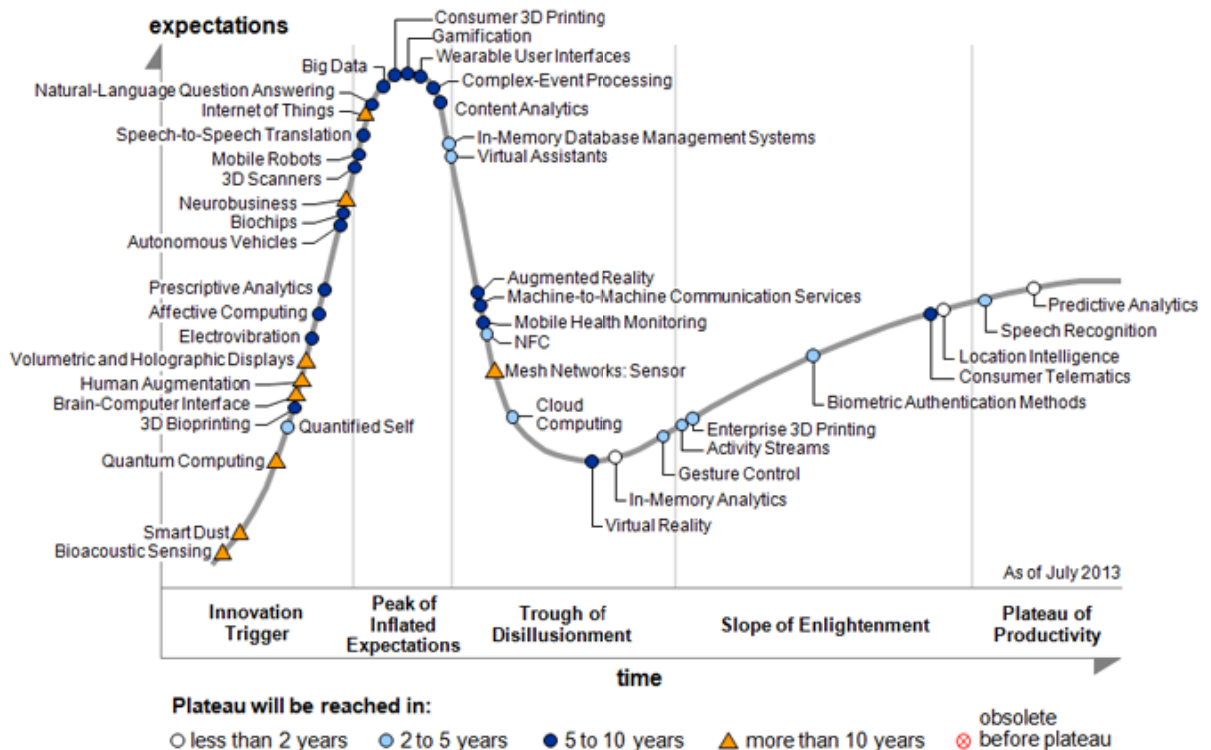 expectations
Consumer 3D Printing
Gamification
Wearable User Interfaces
Big Data
Complex-Event Processing
Natural-Language Question Answering
Content Analytics
Internet of Things
Speech-to-Speech Translation
In-Memory Database Management Systems
Mobile Robots
Virtual Assistants
3D Scanners
Neurobusiness
Biochips
Autonomous Vehicles
Augmented Reality
Prescriptive Analytics
Machine-to-Machine Communication Services
Affective Computing
Mobile Health Monitoring
Electrovibration
NFC
Volumetric and Holographic Displays
Mesh Networks: Sensor
Human Augmentation
Brain-Computer Interface
3D Bioprinting
Quantified Self
Cloud
Computing
Quantum Computing
Smart Dust
Bioacoustic Sensing
Predictive Analytics
Speech Recognition
Location Intelligence
Consumer Telematics
Biometric Authentication Methods
Enterprise 3D Printing
Activity Streams
Gesture Control
In-Memory Analytics
Virtual Reality
As of July 2013
Innovation
Trigger
Peak of
Inflated
Expectations
Trough of
Disillusionment
Slope of Enlightenment
Plateau of
Productivity
time
Plateau will be reached in:
less than 2 years
2 to 5 years
5 to 10 years
more than 10 years
obsolete
before plateau